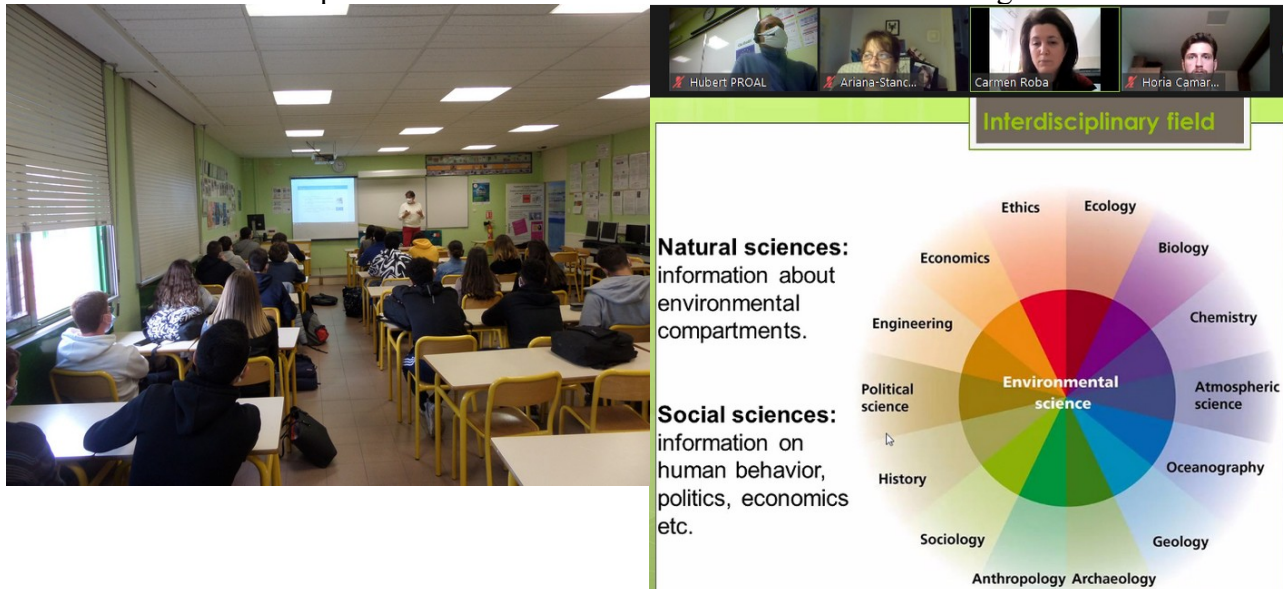 Hubert PROAL
Ariana-Stanc...
Carmen Roba
Horia Camar...
Interdisciplinary field
Natural sciences:
information about
environmental
compartments.
Social sciences:
information on
human behavior,
politics, economics
etc.
Ethics
Ecology
Economics
Biology
Engineering
Chemistry
Political
science
Environmental
science
Atmospheric
science
History
Oceanography
Sociology
Geology
Anthropology
Archaeology